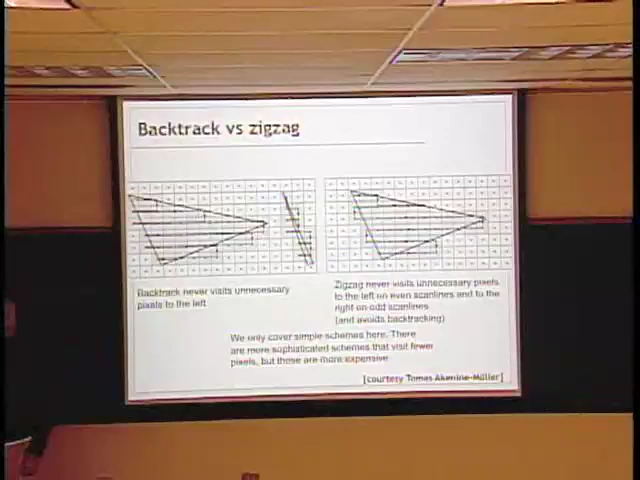 Backtrack vs zigzag
Backtrack never visits unnecessary
pixels to the left
Zigzag never visits unnecessary pixels
to the left on even scanlines and to the
right on odd scanlines
(and avoids backtracking)
We only cover simple schemes here. There
are more sophisticated schemes that visit fewer
pixels, but those are more expensive
[courtesy Tomas Akenine-Müller]